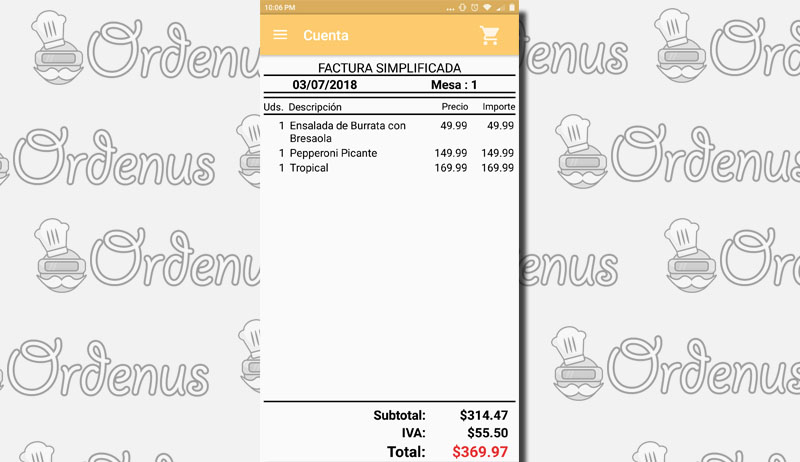 10:06 PM
Cuenta
FACTURA SIMPLIFICADA
03/07/2018 Mesa : 1
Uds. Descripción Precio Importe
1 Ensalada de Burrata con 49.99 49.99
Bresaola
1 Pepperoni Picante 149.99 149.99
1 Tropical 169.99 169.99
Subtotal: $314.47
IVA: $55.50
Total: $369.97
Ordenus
Ordenus
Ordenus
Ordenus
Ordenus
Ordenus